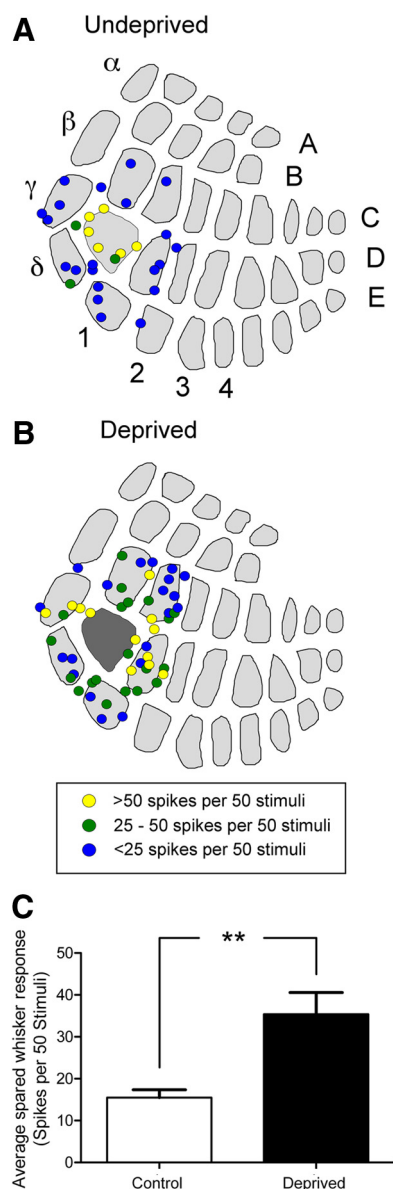 A
Undeprived
α
β
γ
δ
A
B
C
D
E
1
2
3
4
B
Deprived
>50 spikes per 50 stimuli
25 - 50 spikes per 50 stimuli
<25 spikes per 50 stimuli
C
Average spared whisker response
(Spikes per 50 Stimuli)
50
40
30
20
10
0
**
Control
Deprived